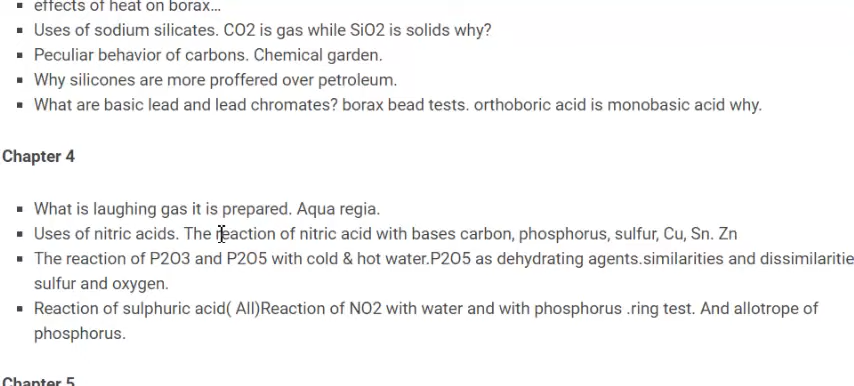 effects of heat on borax...
Uses of sodium silicates. CO2 is gas while SiO2 is solids why?
Peculiar behavior of carbons. Chemical garden.
Why silicones are more proffered over petroleum.
What are basic lead and lead chromates? borax bead tests. orthoboric acid is monobasic acid why.
Chapter 4
What is laughing gas it is prepared. Aqua regia.
Uses of nitric acids. The reaction of nitric acid with bases carbon, phosphorus, sulfur, Cu, Sn. Zn
The reaction of P2O3 and P2O5 with cold & hot water.P2O5 as dehydrating agents.similarities and dissimilaritie
sulfur and oxygen.
Reaction of sulphuric acid( All)Reaction of NO2 with water and with phosphorus .ring test. And allotrope of
phosphorus.
Chapter 5